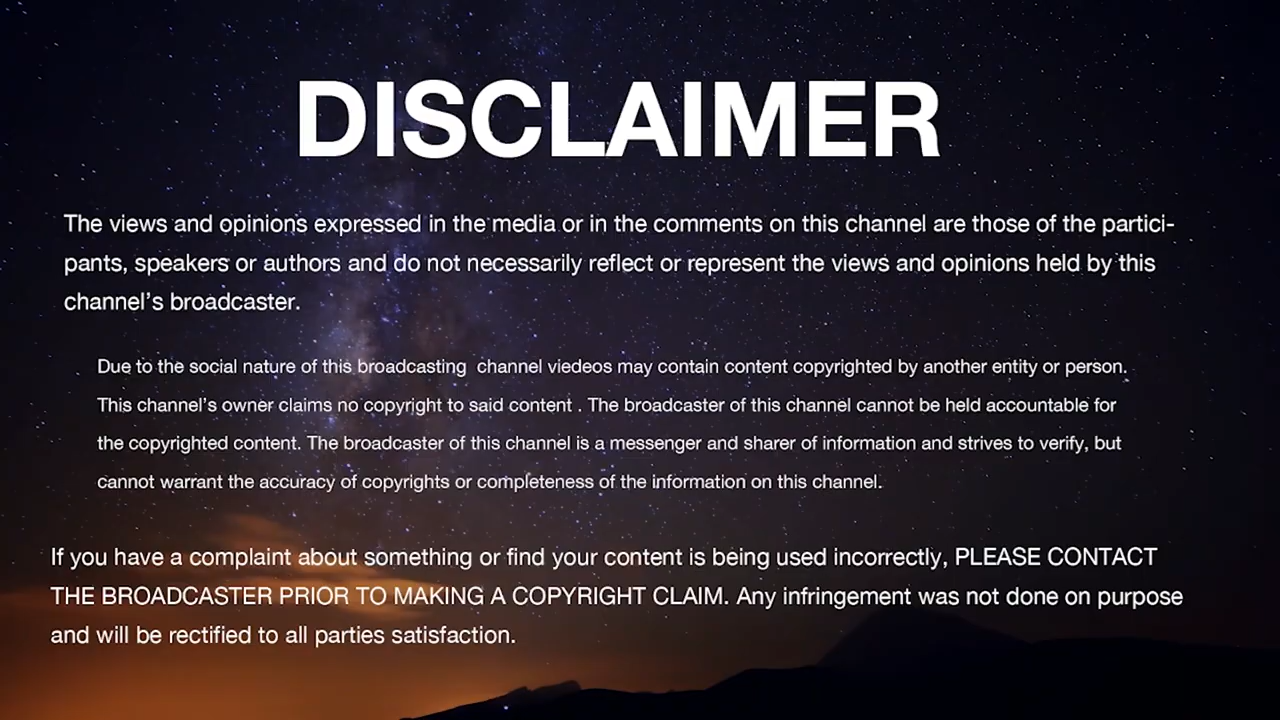 DISCLAIMER
The views and opinions expressed in the media or in the comments on this channel are those of the partici-
pants, speakers or authors and do not necessarily reflect or represent the views and opinions held by this
channel’s broadcaster.
Due to the social nature of this broadcasting  channel viedeos may contain content copyrighted by another entity or person.
This channel’s owner claims no copyright to said content . The broadcaster of this channel cannot be held accountable for
the copyrighted content. The broadcaster of this channel is a messenger and sharer of information and strives to verify, but
cannot warrant the accuracy of copyrights or completeness of the information on this channel.
If you have a complaint about something or find your content is being used incorrectly, PLEASE CONTACT
THE BROADCASTER PRIOR TO MAKING A COPYRIGHT CLAIM. Any infringement was not done on purpose
and will be rectified to all parties satisfaction.